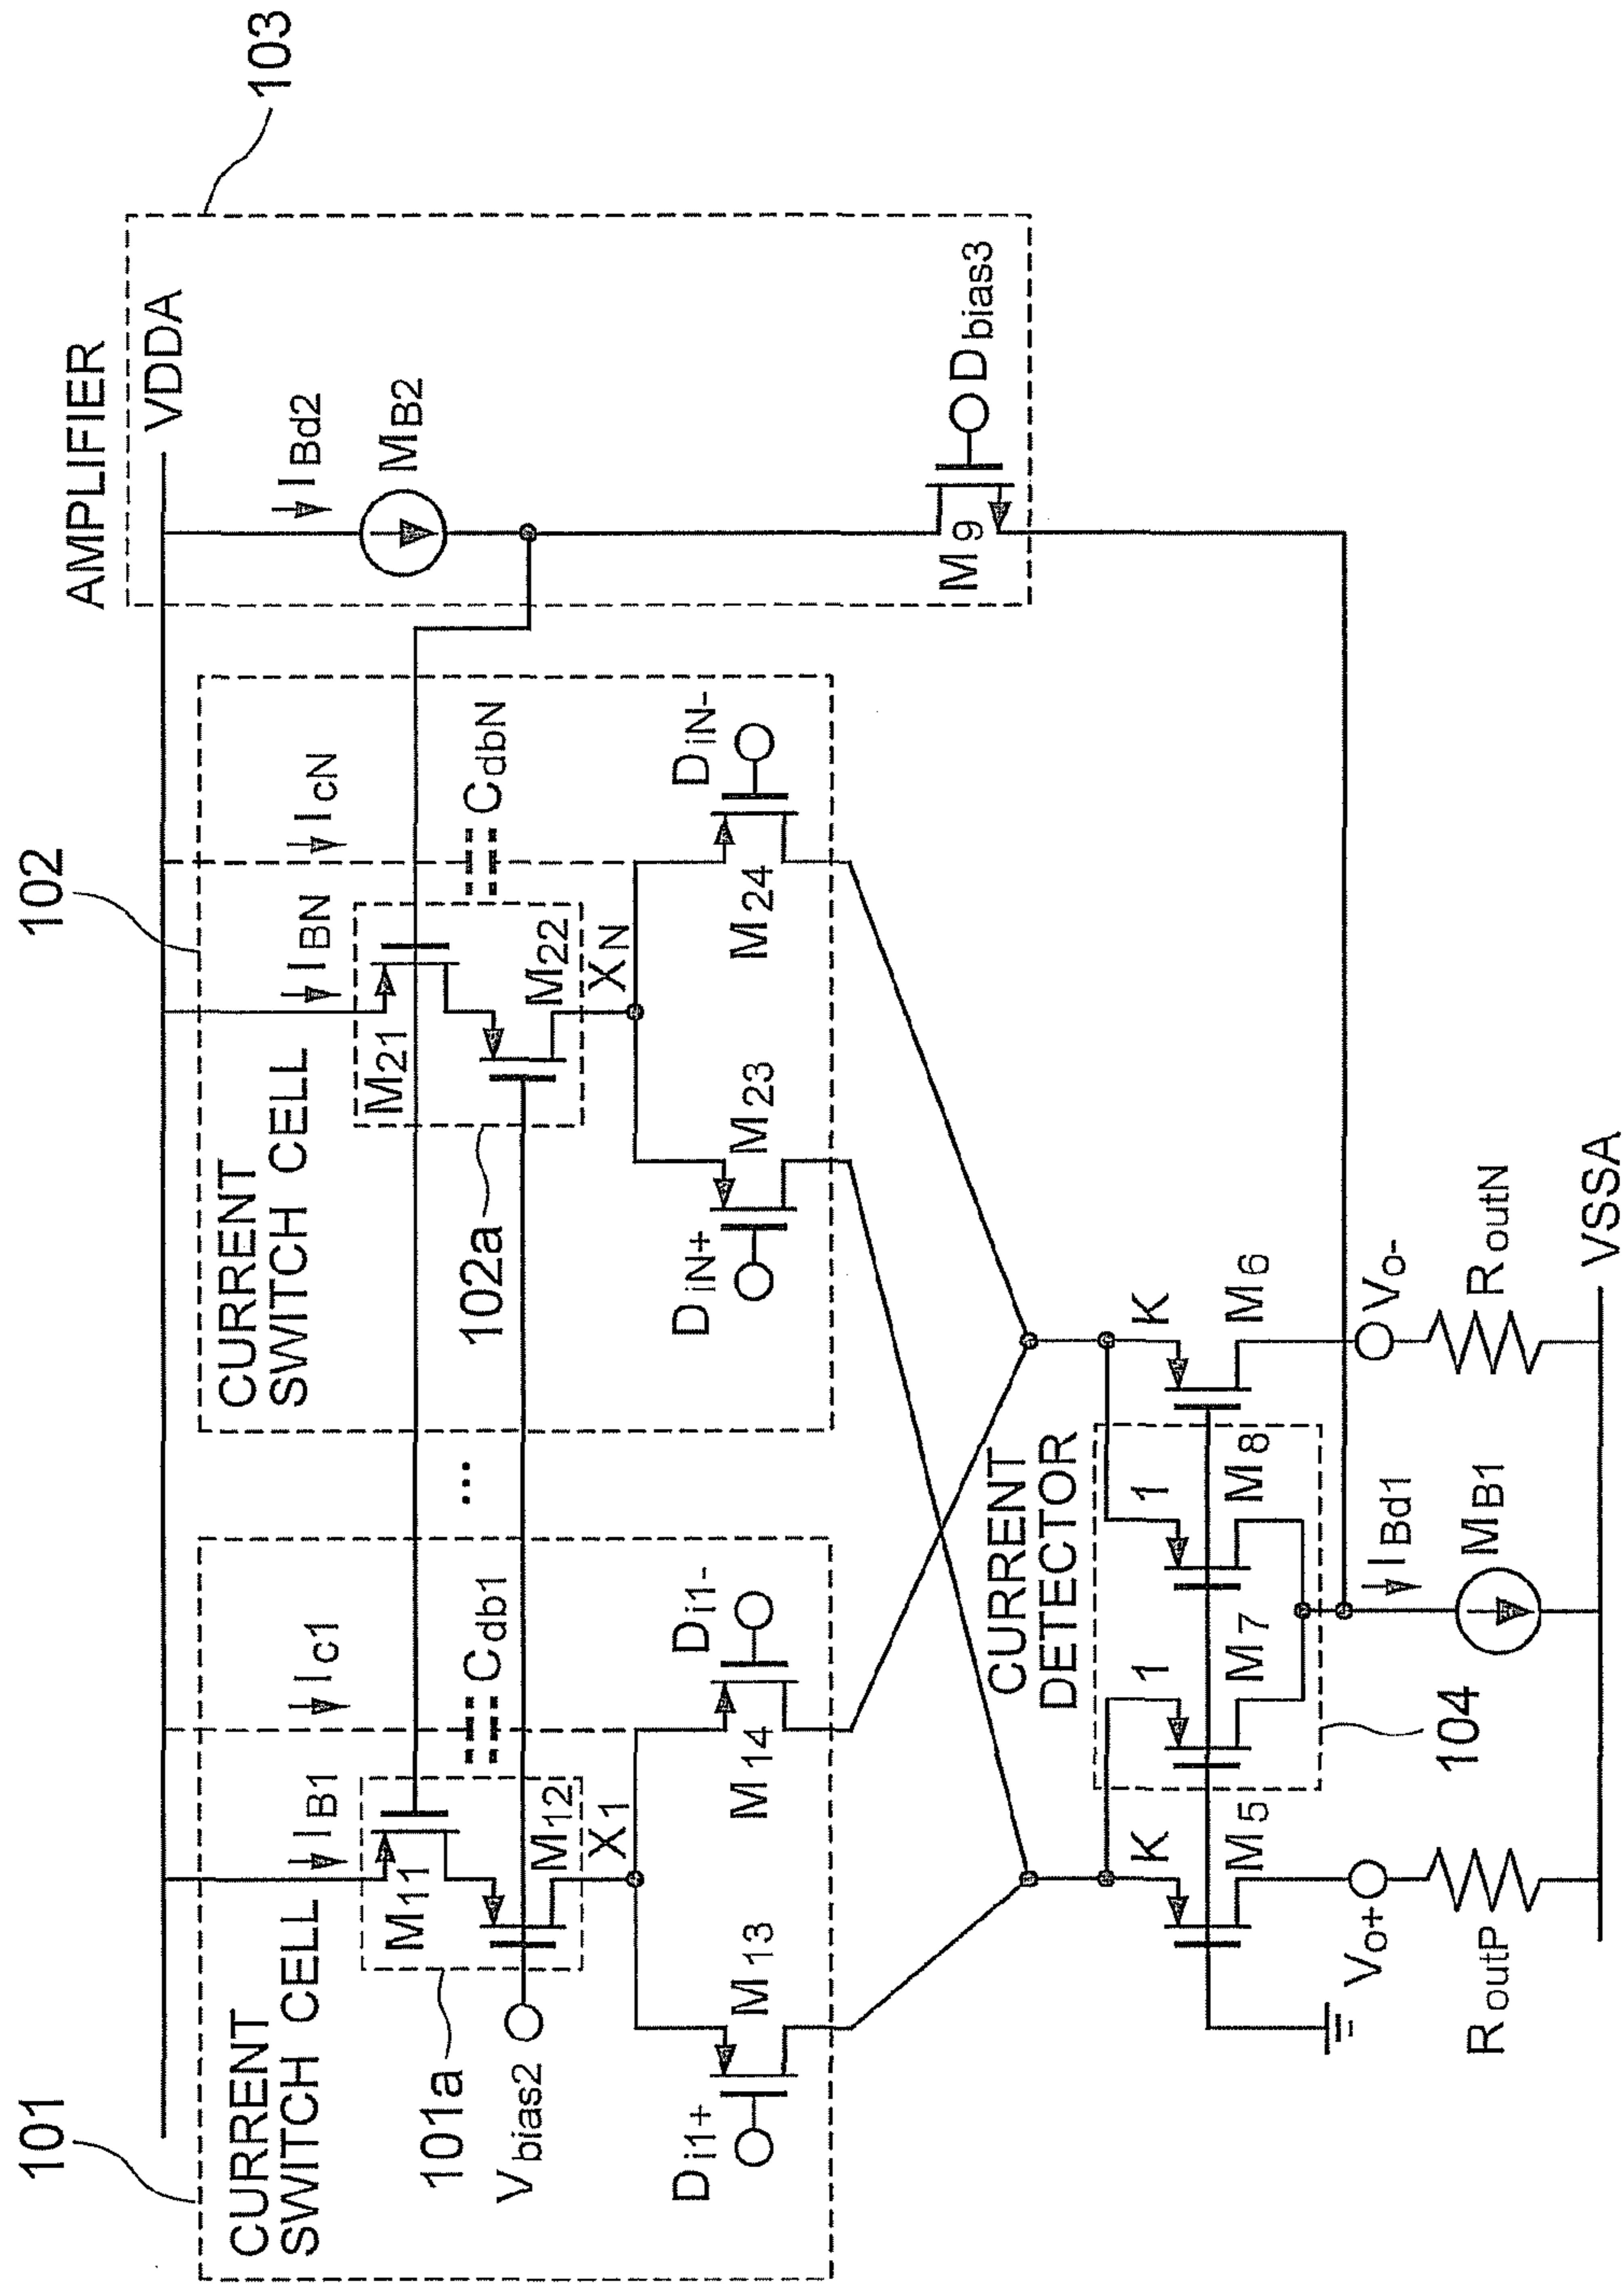 101
102
103
AMPLIFIER
VDDA
CURRENT
SWITCH CELL
CURRENT
SWITCH CELL
IB1
Ic1
IBN
IcN
IBd2
MB2
M11
Cdb1
M21
CdbN
101a
M12
102a
M22
Vbias2
X1
XN
...
Di1+
M13
M14
Di1-
DiN+
M23
M24
DiN-
M9
Dbias3
CURRENT
DETECTOR
K
1
1
K
M5
M7
M8
M6
104
Vo+
IBd1
Vo-
RoutP
MB1
RoutN
VSSA